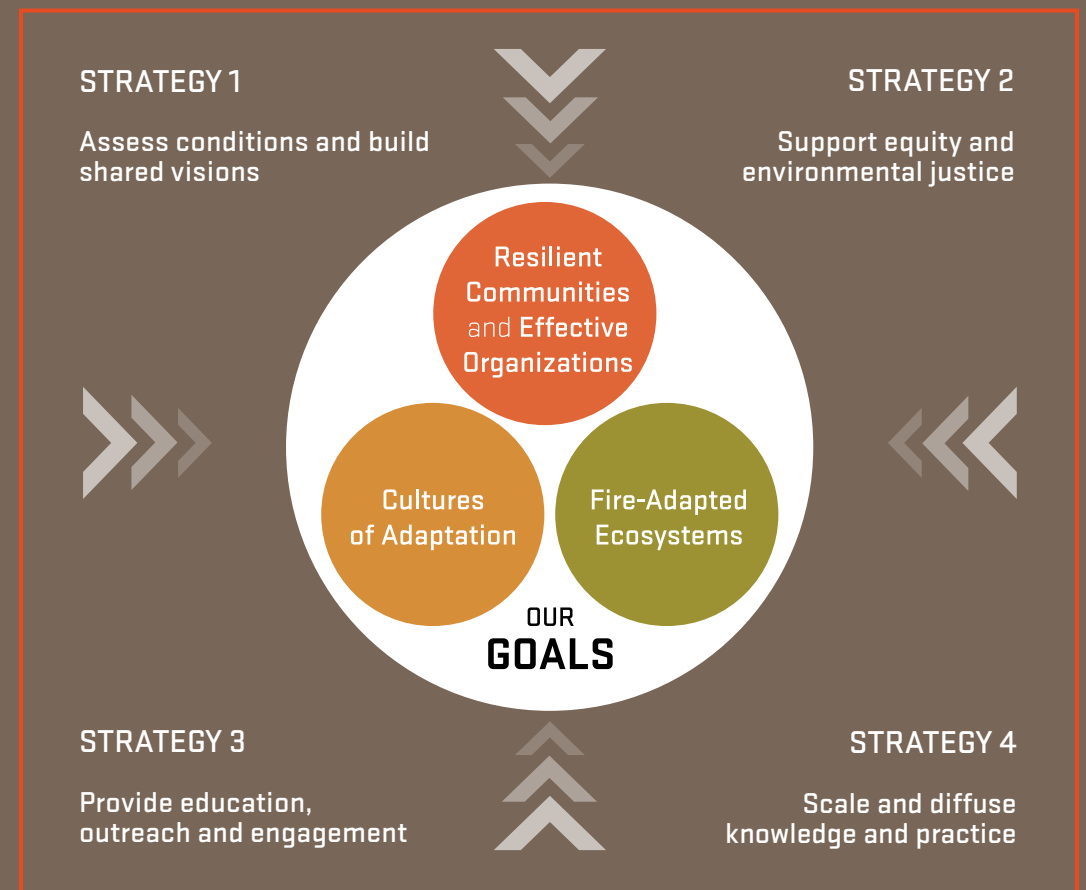 STRATEGY 1
Assess conditions and build
shared visions
STRATEGY 2
Support equity and
environmental justice
Resilient
Communities
and Effective
Organizations
Cultures
of Adaptation
Fire-Adapted
Ecosystems
OUR
GOALS
STRATEGY 3
Provide education,
outreach and engagement
STRATEGY 4
Scale and diffuse
knowledge and practice